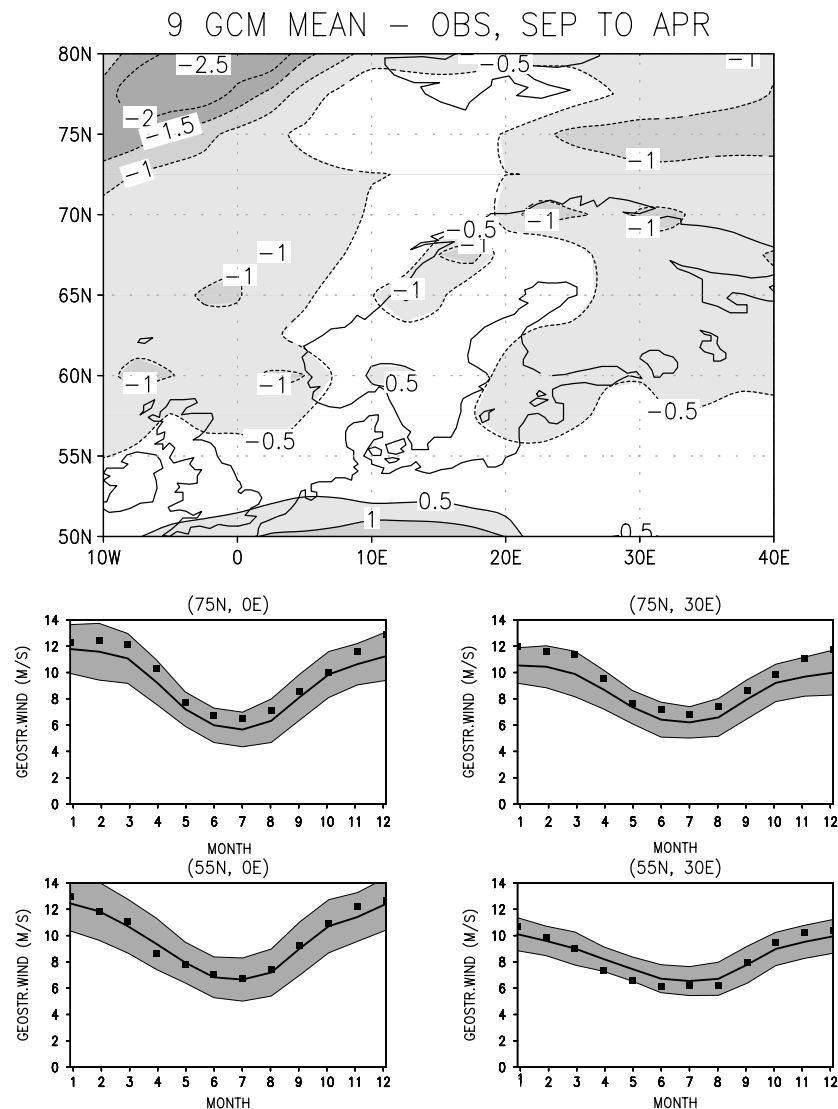 9 GCM MEAN – OBS, SEP TO APR
80N
-2.5
-0.5
-1
-2
-1.5
75N
-1
-1
70N
-0.5
-1
-1
-1
-1
-1
65N
-1
60N
-1
-1
0.5
-0.5
-0.5
55N
0.5
1
-0.5
50N
10W 0 10E 20E 30E 40E
(75N, 0E)
GEOSTR.WIND (M/S)
14
12
10
8
6
4
2
0
1 2 3 4 5 6 7 8 9 10 11 12
MONTH
(75N, 30E)
GEOSTR.WIND (M/S)
14
12
10
8
6
4
2
0
1 2 3 4 5 6 7 8 9 10 11 12
MONTH
(55N, 0E)
GEOSTR.WIND (M/S)
14
12
10
8
6
4
2
0
1 2 3 4 5 6 7 8 9 10 11 12
MONTH
(55N, 30E)
GEOSTR.WIND (M/S)
14
12
10
8
6
4
2
0
1 2 3 4 5 6 7 8 9 10 11 12
MONTH